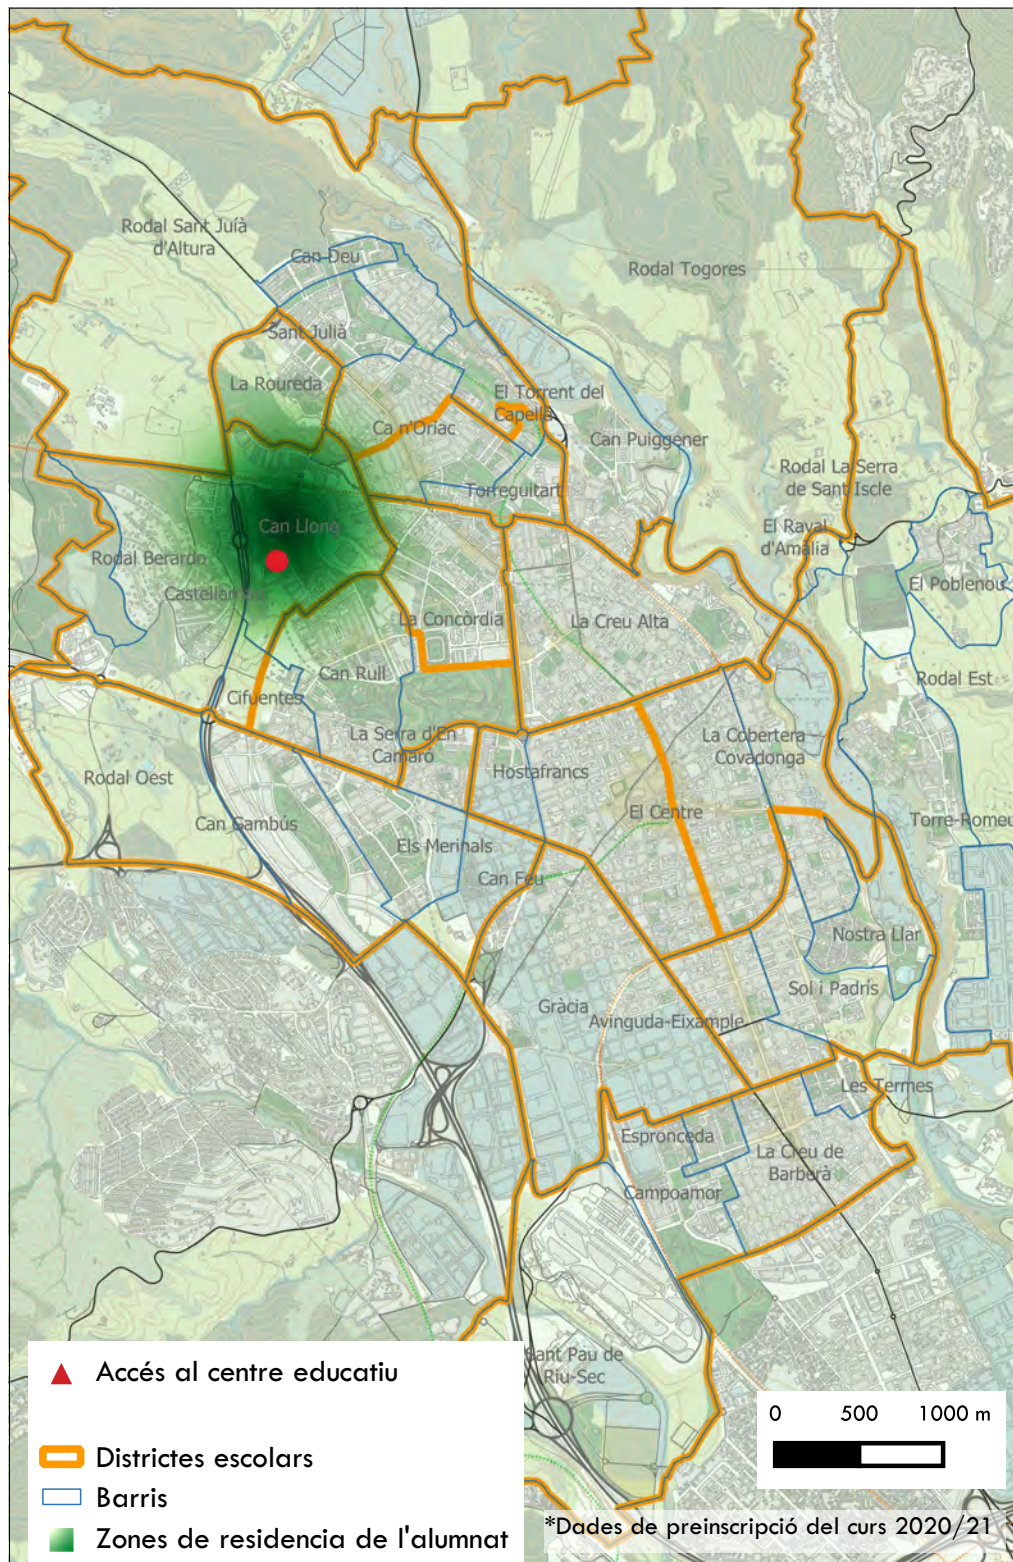 Rodal Sant Julià
d'Altura
Can Deu
Rodal Togores
Sant Julià
La Roureda
El Torrent del
Capellà
Ca n'Oriac
Can Puiggener
Rodal La Serra
de Sant Iscle
Torreguitart
Can Llong
El Raval
d'Amàlia
Rodal Berardo
El Poblenou
Castellarnau
La Concòrdia
La Creu Alta
Can Rull
Rodal Est
Cifuentes
La Serra d'En
Camaró
La Cobertera
Covadonga
Rodal Oest
Hostafrancs
El Centre
Can Gambús
Torre-Romeu
Els Merinals
Can Feu
Nostra Llar
Sol i Padrís
Gràcia
Avinguda-Eixample
Les Termes
Espronceda
La Creu de
Barberà
Campoamor
Sant Pau de
Riu-Sec
Accés al centre educatiu
Districtes escolars
Barris
Zones de residencia de l'alumnat
0 500 1000 m
*Dades de preinscripció del curs 2020/21